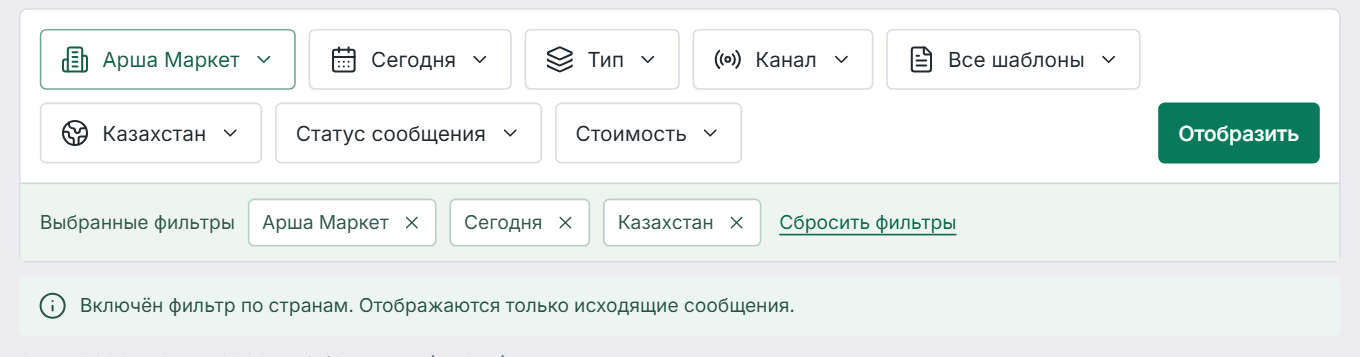 Арша Маркет Сегодня Тип Канал Все шаблоны
Казахстан Статус сообщения Стоимость Отобразить
Выбранные фильтры Арша Маркет Сегодня Казахстан Сбросить фильтры
Включён фильтр по странам. Отображаются только исходящие сообщения.